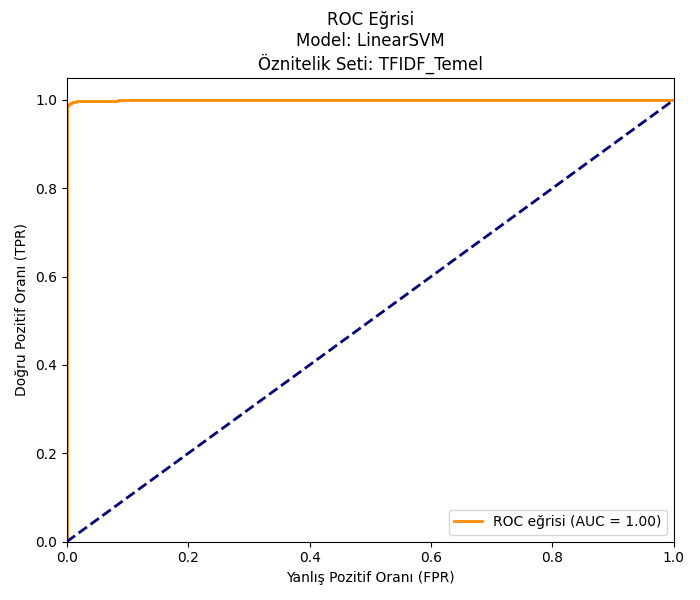 ROC Eğrisi
Model: LinearSVM
Öznitelik Seti: TFIDF_Temel
Doğru Pozitif Oranı (TPR)
1.0
0.8
0.6
0.4
0.2
0.0
0.0 0.2 0.4 0.6 0.8 1.0
Yanlış Pozitif Oranı (FPR)
ROC eğrisi (AUC = 1.00)